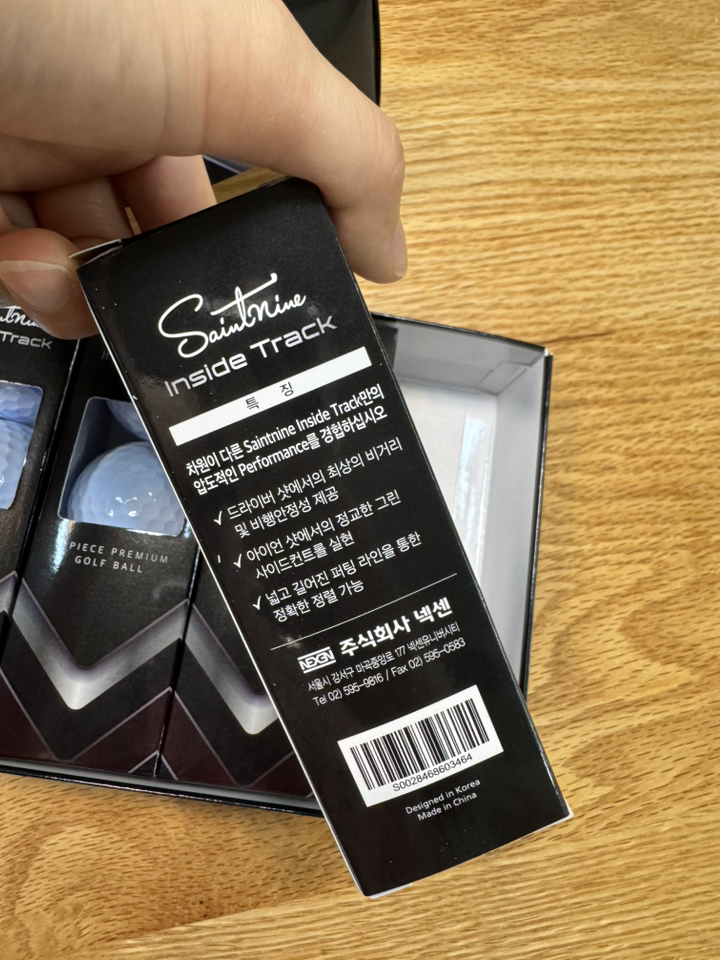 Saintnine
Inside Track
특 징
차원이 다른 Saintnine Inside Track만의
압도적인 Performance를 경험하십시오
✓ 드라이버 샷에서의 최상의 비거리
및 비행안정성 제공
✓ 아이언 샷에서의 정교한 그린
사이드컨트롤 실현
✓ 넓고 길어진 퍼팅 라인을 통한
정확한 정렬 가능
NEXEN 주식회사 넥센
서울시 강서구 마곡중앙로 177 넥센유니버시티
Tel 02) 595-9816 / Fax 02) 595-0583
S0028468603464
Designed in Korea
Made in China
Track
PIECE PREMIUM
GOLF BALL